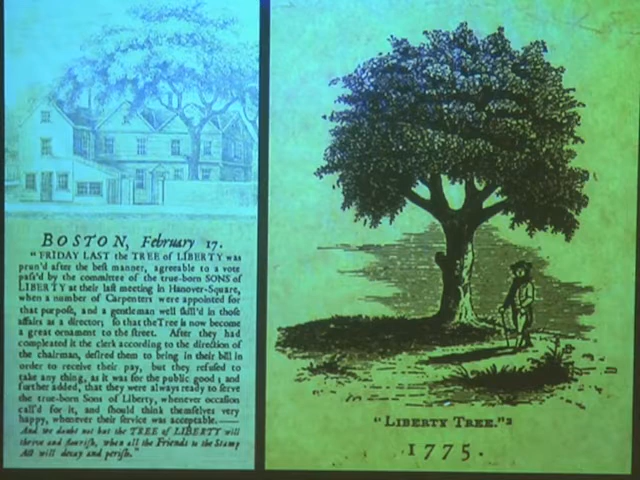 BOSTON, February 17.
“FRIDAY LAST the TREE of LIBERTY was
prun'd after the beſt manner, agreeable to a vote
paſs'd by the committee of the true-born SONS of
LIBERTY at their laſt meeting in Hanover-Square,
when a number of Carpenters were appointed for
that purpoſe, and a gentleman well ſkill'd in thoſe
affairs as a director; ſo that the Tree is now become
a great ornament to the ſtreet. After they had
compleated it the clerk according to the direction of
the chairman, deſired them to bring in their bill in
order to receive their pay, but they refuſed to
take any thing, as it was for the public good; and
further added, that they were always ready to ſerve
the true-born Sons of Liberty, whenever occaſion
call'd for it, and ſhould think themſelves very
happy, whenever their ſervice was acceptable.——
And we doubt not but the TREE of LIBERTY will
thrive and flouriſh, when all the Friends to the Stamp
Act will decay and periſh.”
“LIBERTY TREE.”
1775.